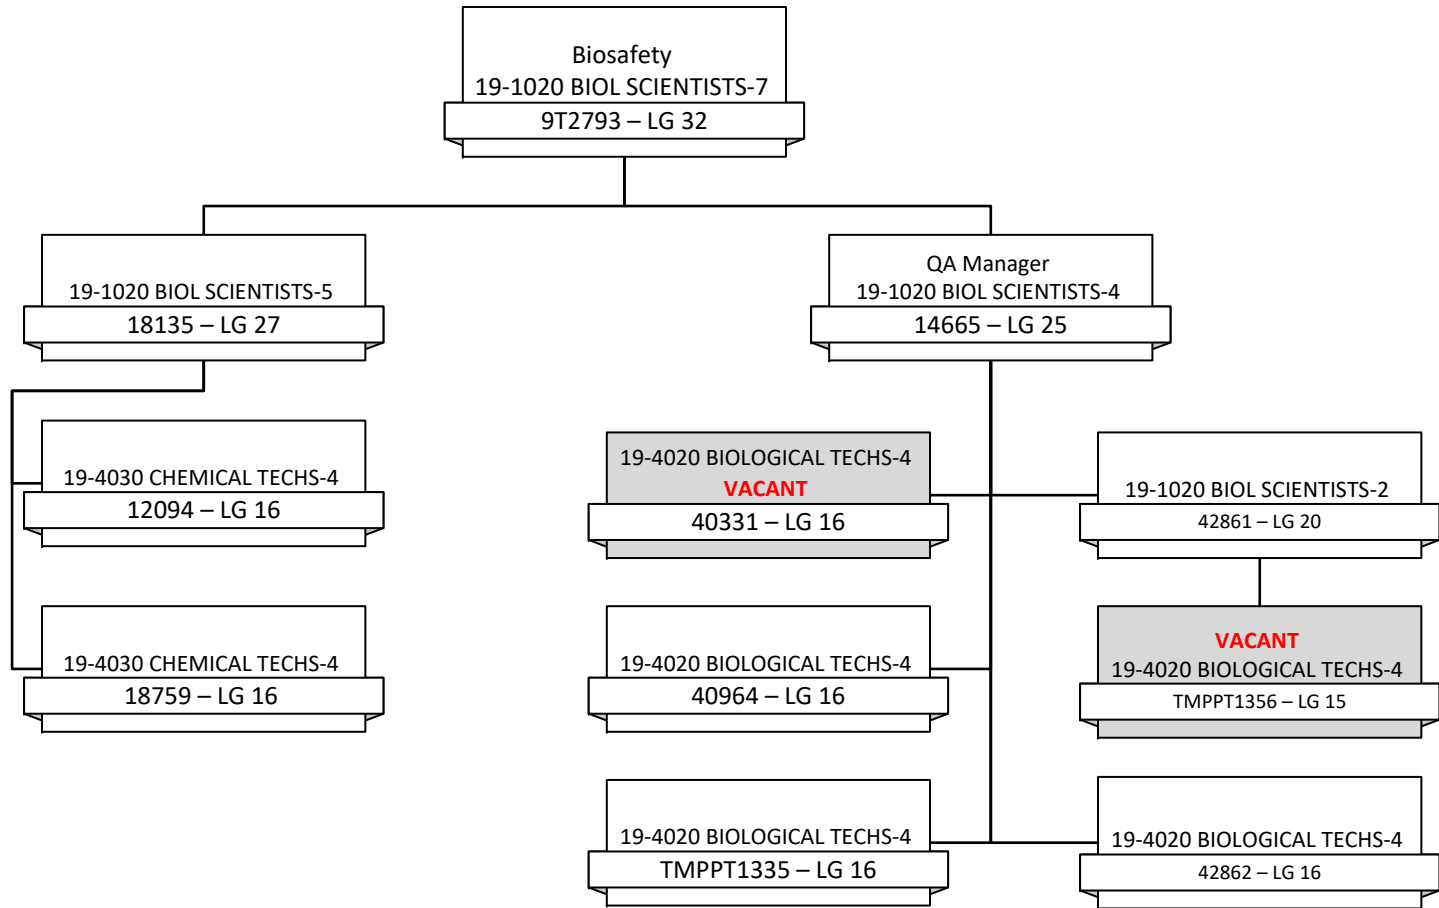 Biosafety
19-1020 BIOL SCIENTISTS-7
9T2793 – LG 32
19-1020 BIOL SCIENTISTS-5
18135 – LG 27
QA Manager
19-1020 BIOL SCIENTISTS-4
14665 – LG 25
19-4030 CHEMICAL TECHS-4
12094 – LG 16
19-4020 BIOLOGICAL TECHS-4
VACANT
40331 – LG 16
19-1020 BIOL SCIENTISTS-2
42861 – LG 20
19-4030 CHEMICAL TECHS-4
18759 – LG 16
19-4020 BIOLOGICAL TECHS-4
40964 – LG 16
VACANT
19-4020 BIOLOGICAL TECHS-4
TMPPT1356 – LG 15
19-4020 BIOLOGICAL TECHS-4
TMPPT1335 – LG 16
19-4020 BIOLOGICAL TECHS-4
42862 – LG 16